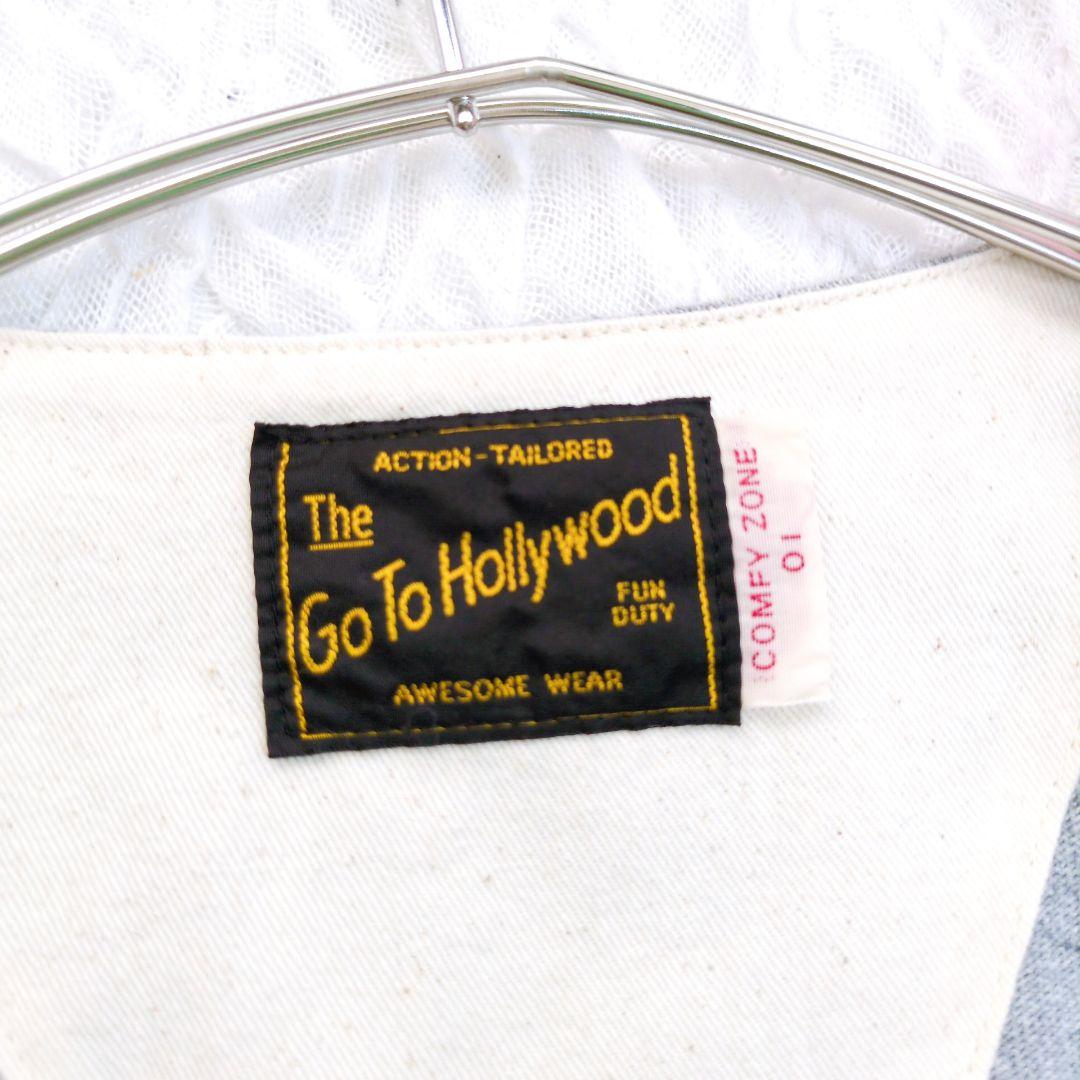 ACTION-TAILORED
The
Go To Hollywood
FUN
DUTY
AWESOME WEAR
COMFY ZONE
01